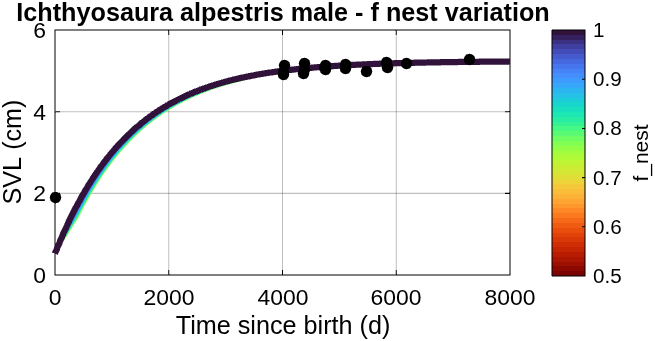 Ichthyosaura alpestris male - f nest variation
6
4
2
0
SVL (cm)
0 2000 4000 6000 8000
Time since birth (d)
1
0.9
0.8
0.7
0.6
0.5
f_nest